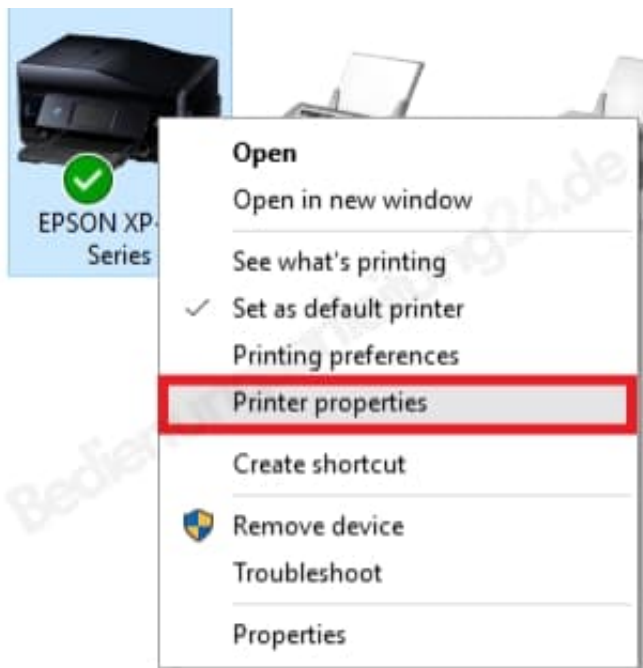 EPSON XP-
Series
Open
Open in new window
See what's printing
Set as default printer
Printing preferences
Printer properties
Create shortcut
Remove device
Troubleshoot
Properties